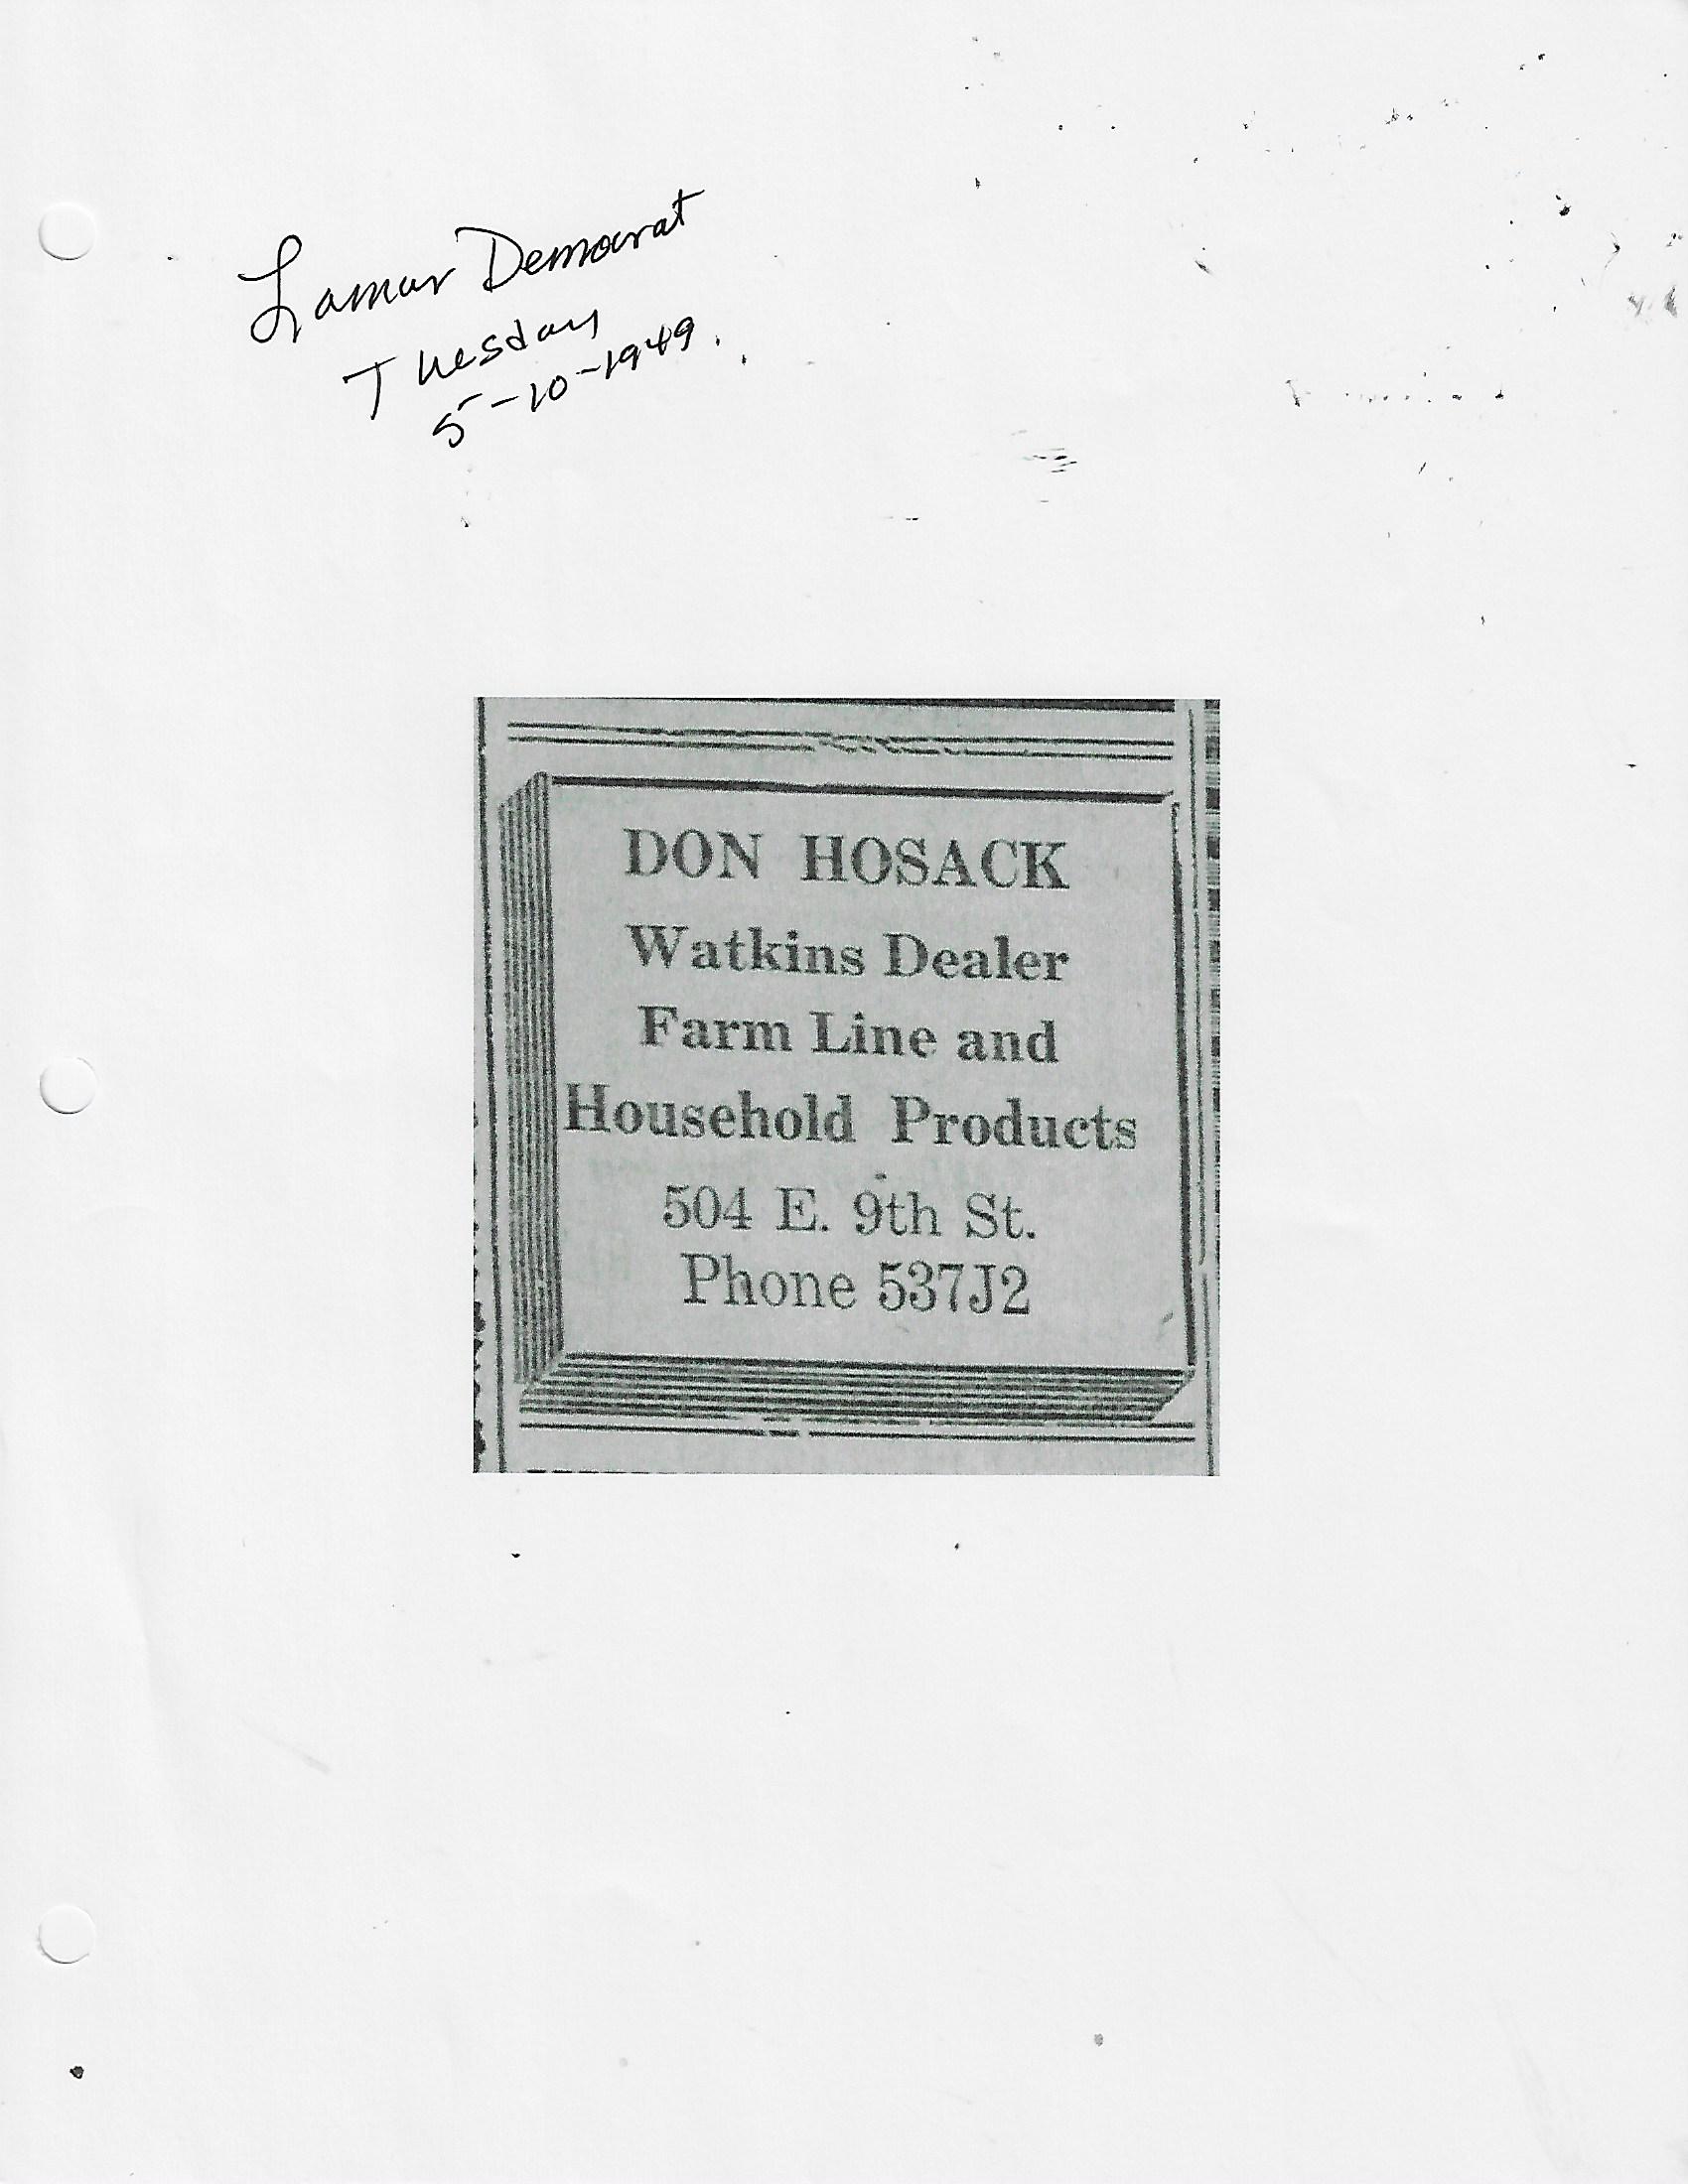 Lamar Democrat
Tuesday
5-10-1949.
DON HOSACK
Watkins Dealer
Farm Line and
Household Products
504 E. 9th St.
Phone 537J2